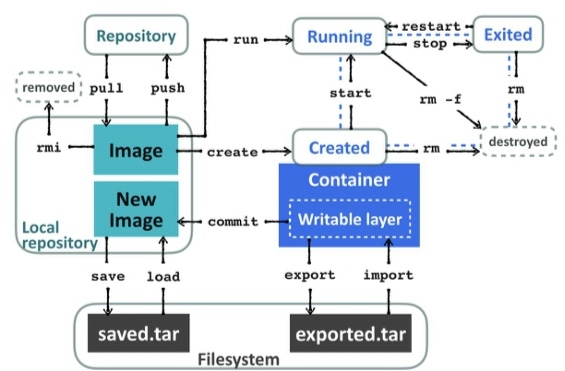 Repository
run
Running
restart
stop
Exited
removed
pull
push
start
rm -f
rm
rmi
Image
create
Created
rm
destroyed
Container
New
Image
commit
Writable layer
Local
repository
save
load
export
import
saved.tar
exported.tar
Filesystem